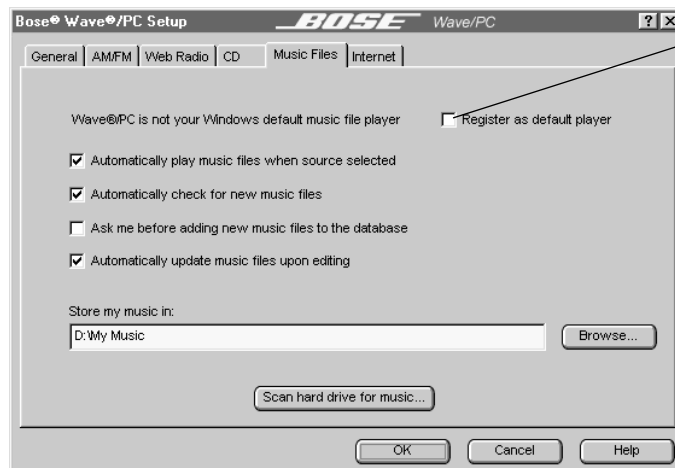 Bose® Wave®/PC Setup BOSE Wave/PC ? X
General AM/FM Web Radio CD Music Files Internet
Wave®/PC is not your Windows default music file player Register as default player
Automatically play music files when source selected
Automatically check for new music files
Ask me before adding new music files to the database
Automatically update music files upon editing
Store my music in:
D:\My Music Browse...
Scan hard drive for music...
OK Cancel Help